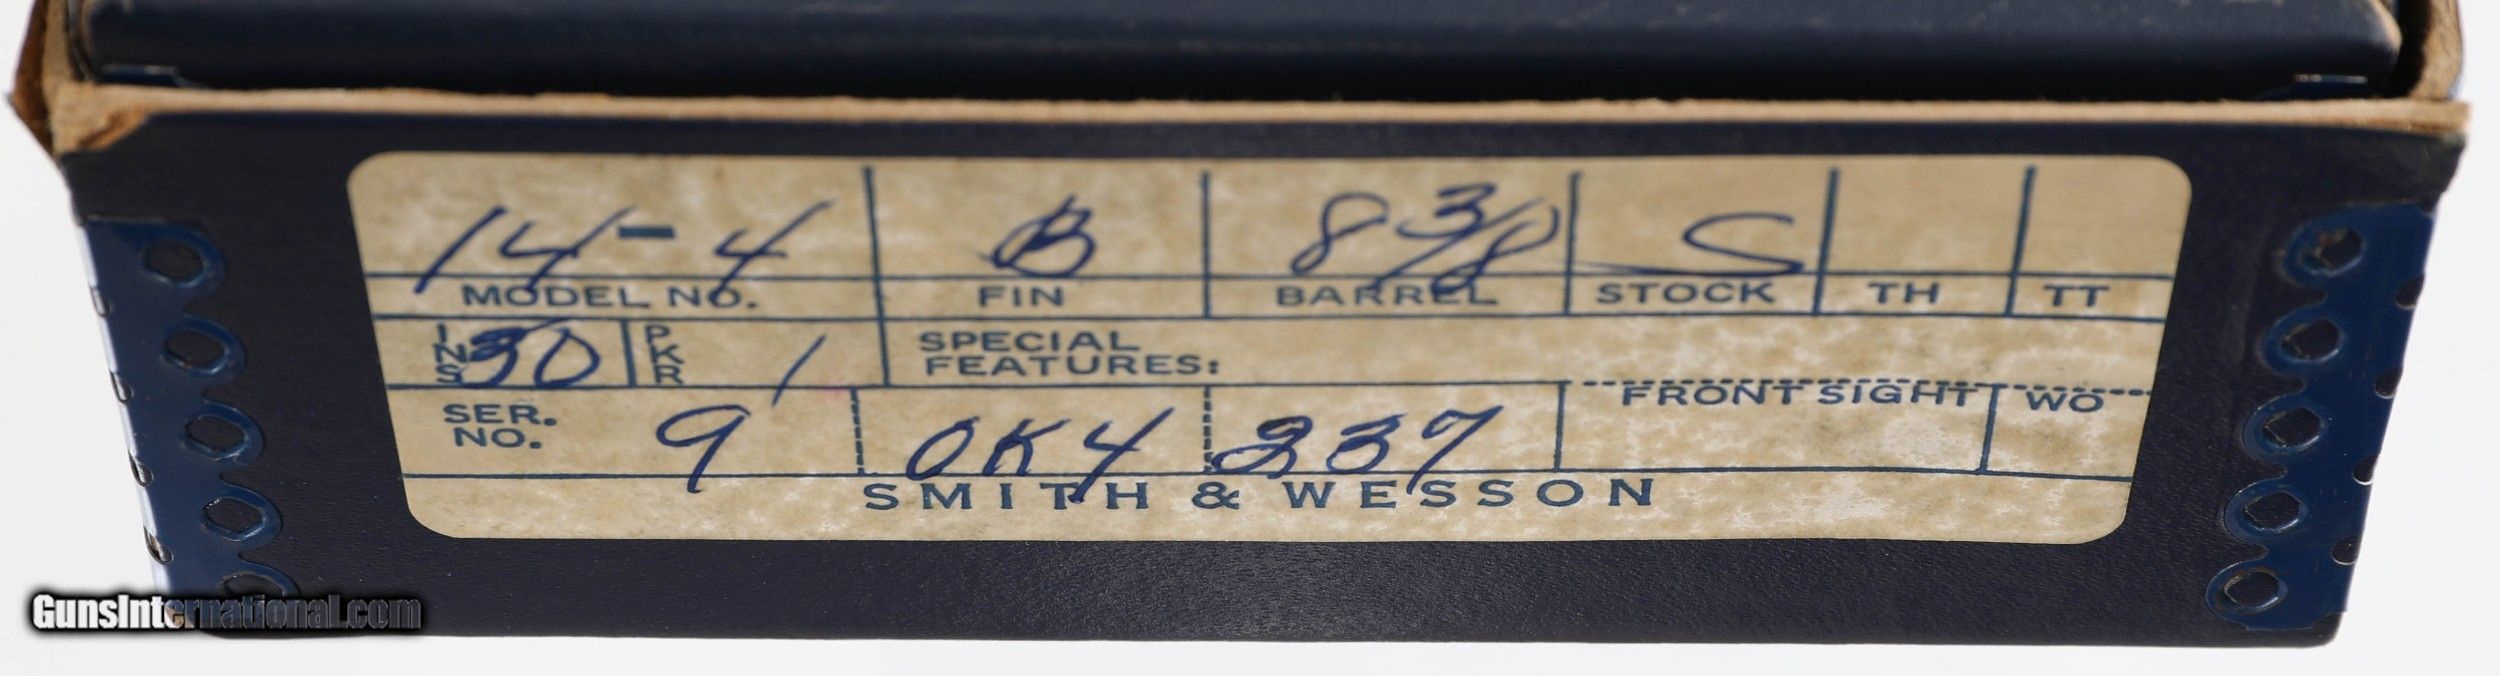 14-4 B 8 3/8 S
MODEL NO. FIN BARREL STOCK TH TT
INS 30 PKR 1 SPECIAL FEATURES:
SER. NO. 9 0K4 237 FRONT SIGHT WO
SMITH & WESSON
GunsInternational.com